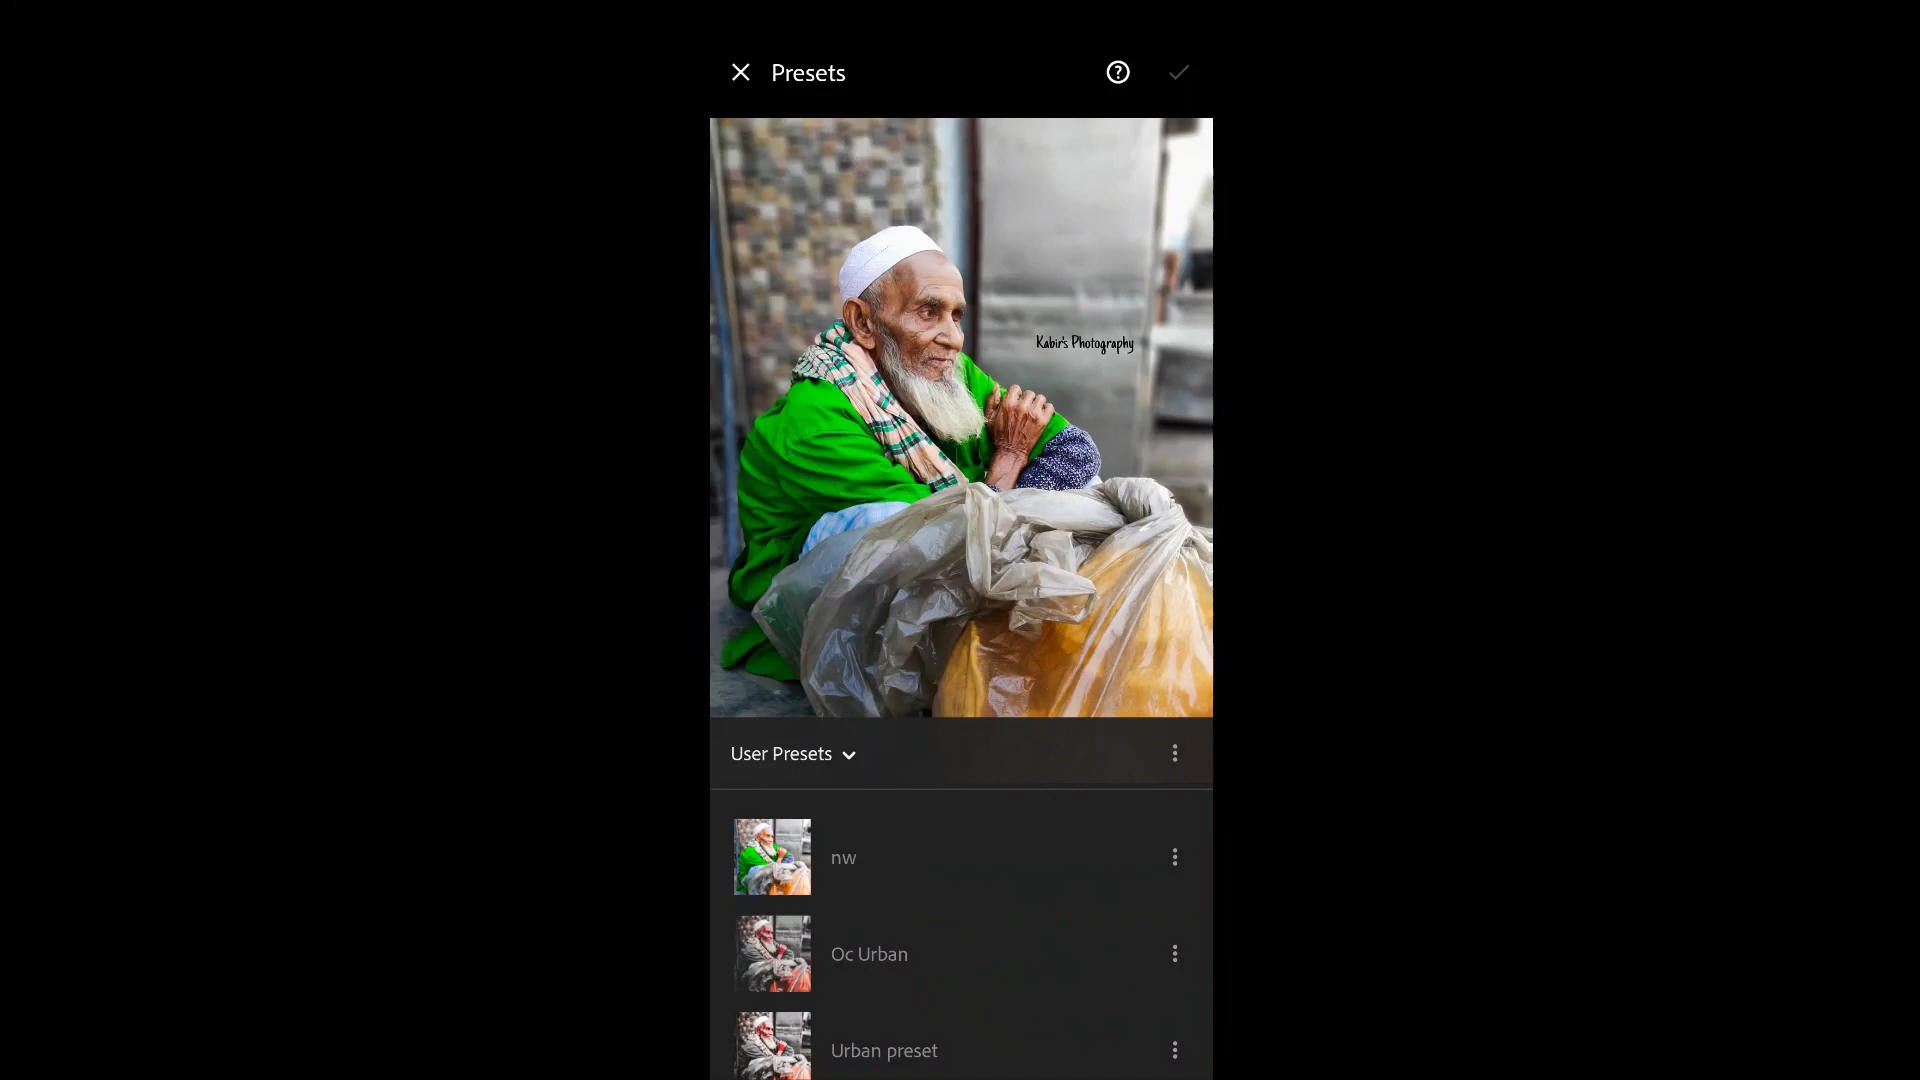 Presets
Kabir's Photography
User Presets
nw
Oc Urban
Urban preset